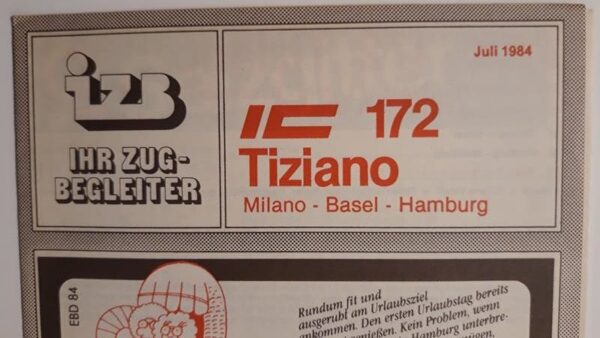 izb
IHR ZUG-
BEGLEITER
Juli 1984
IC 172
Tiziano
Milano - Basel - Hamburg
EBD 84
Rundum fit und
ausgeruht am Urlaubsziel
ankommen. Den ersten Urlaubstag bereits
genießen. Kein Problem, wenn
Hamburg unterbre-